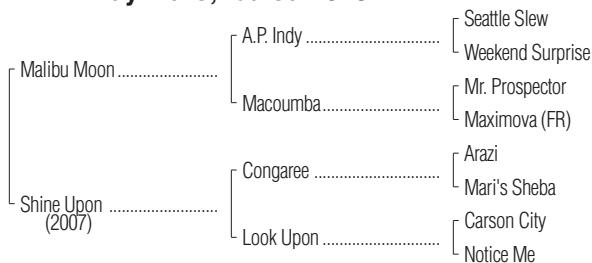 Seattle Slew
A.P. Indy
Weekend Surprise
Malibu Moon
Mr. Prospector
Macoumba
Maximova (FR)
Arazi
Congaree
Mari's Sheba
Shine Upon
(2007)
Carson City
Look Upon
Notice Me